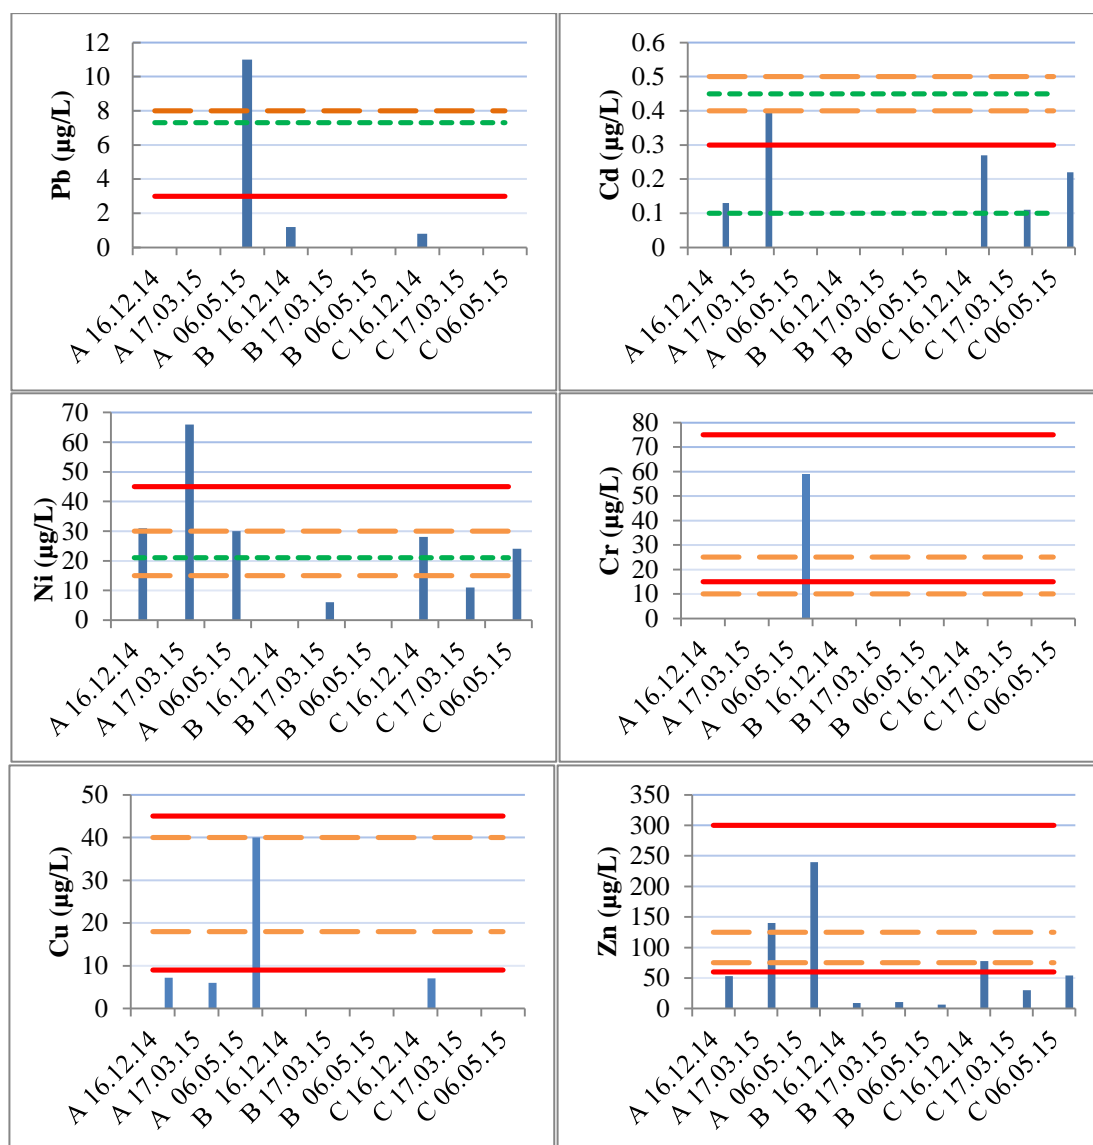 Pb (µg/L)
12
10
8
6
4
2
0
A 16.12.14
A 17.03.15
A  06.05.15
B  16.12.14
B 17.03.15
B  06.05.15
C 16.12.14
C 17.03.15
C 06.05.15
Cd (µg/L)
0.6
0.5
0.4
0.3
0.2
0.1
0
A 16.12.14
A 17.03.15
A  06.05.15
B  16.12.14
B 17.03.15
B  06.05.15
C 16.12.14
C 17.03.15
C 06.05.15
Ni (µg/L)
70
60
50
40
30
20
10
0
A 16.12.14
A 17.03.15
A  06.05.15
B  16.12.14
B 17.03.15
B  06.05.15
C 16.12.14
C 17.03.15
C 06.05.15
Cr (µg/L)
80
70
60
50
40
30
20
10
0
A 16.12.14
A 17.03.15
A  06.05.15
B  16.12.14
B 17.03.15
B  06.05.15
C 16.12.14
C 17.03.15
C 06.05.15
Cu (µg/L)
50
40
30
20
10
0
A 16.12.14
A 17.03.15
A  06.05.15
B  16.12.14
B 17.03.15
B  06.05.15
C 16.12.14
C 17.03.15
C 06.05.15
Zn (µg/L)
350
300
250
200
150
100
50
0
A 16.12.14
A 17.03.15
A  06.05.15
B  16.12.14
B 17.03.15
B  06.05.15
C 16.12.14
C 17.03.15
C 06.05.15